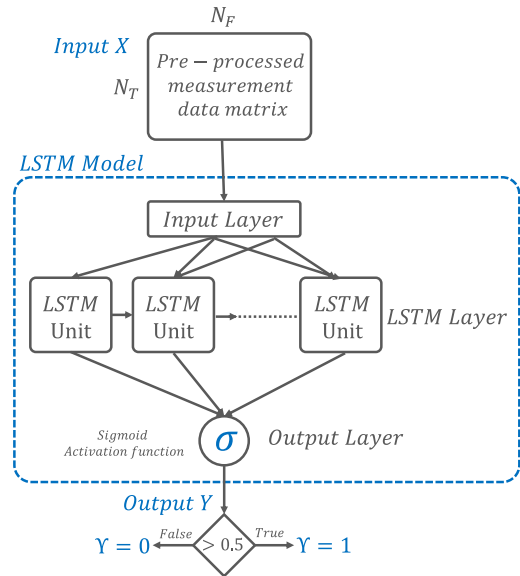 N_F
Input X
N_T
Pre − processed
measurement
data matrix
LSTM Model
Input Layer
LSTM
Unit
LSTM
Unit
LSTM
Unit
LSTM Layer
Sigmoid
Activation function
σ
Output Layer
Output Y
False
> 0.5
True
ϒ = 0
ϒ = 1